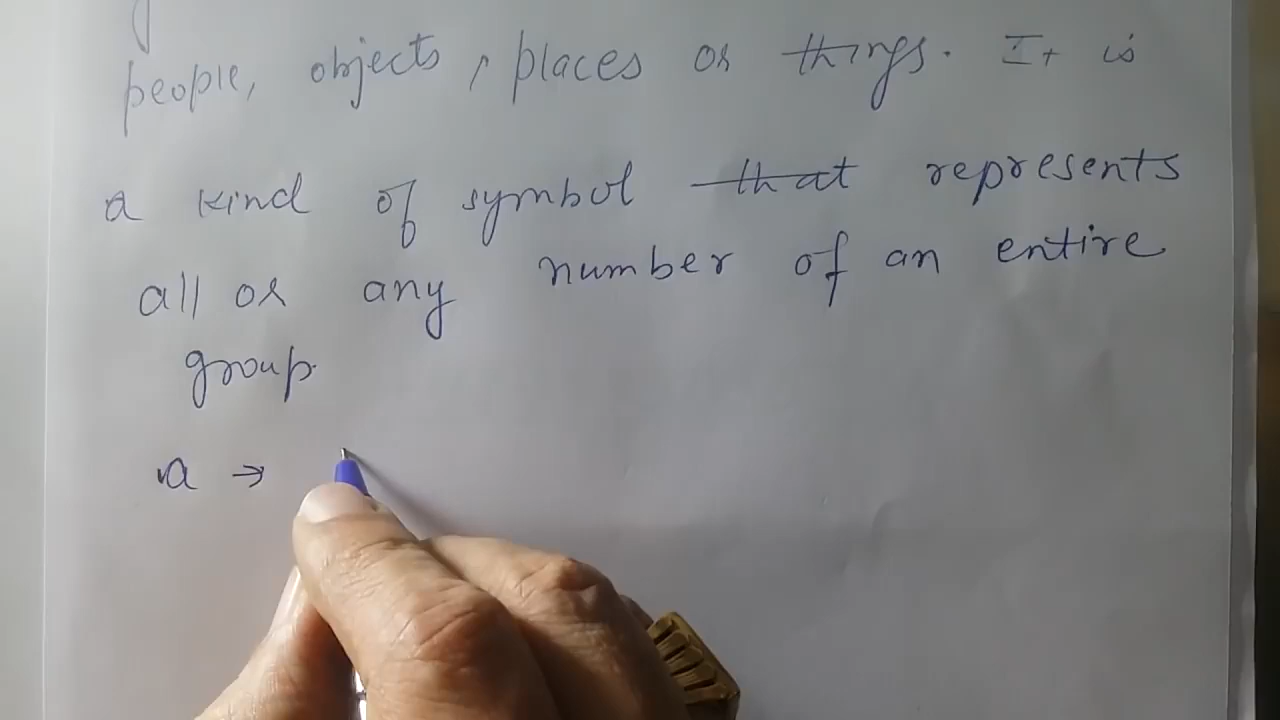 people, objects, places or things. It is
a kind of symbol that represents
all or any number of an entire
group.
a →